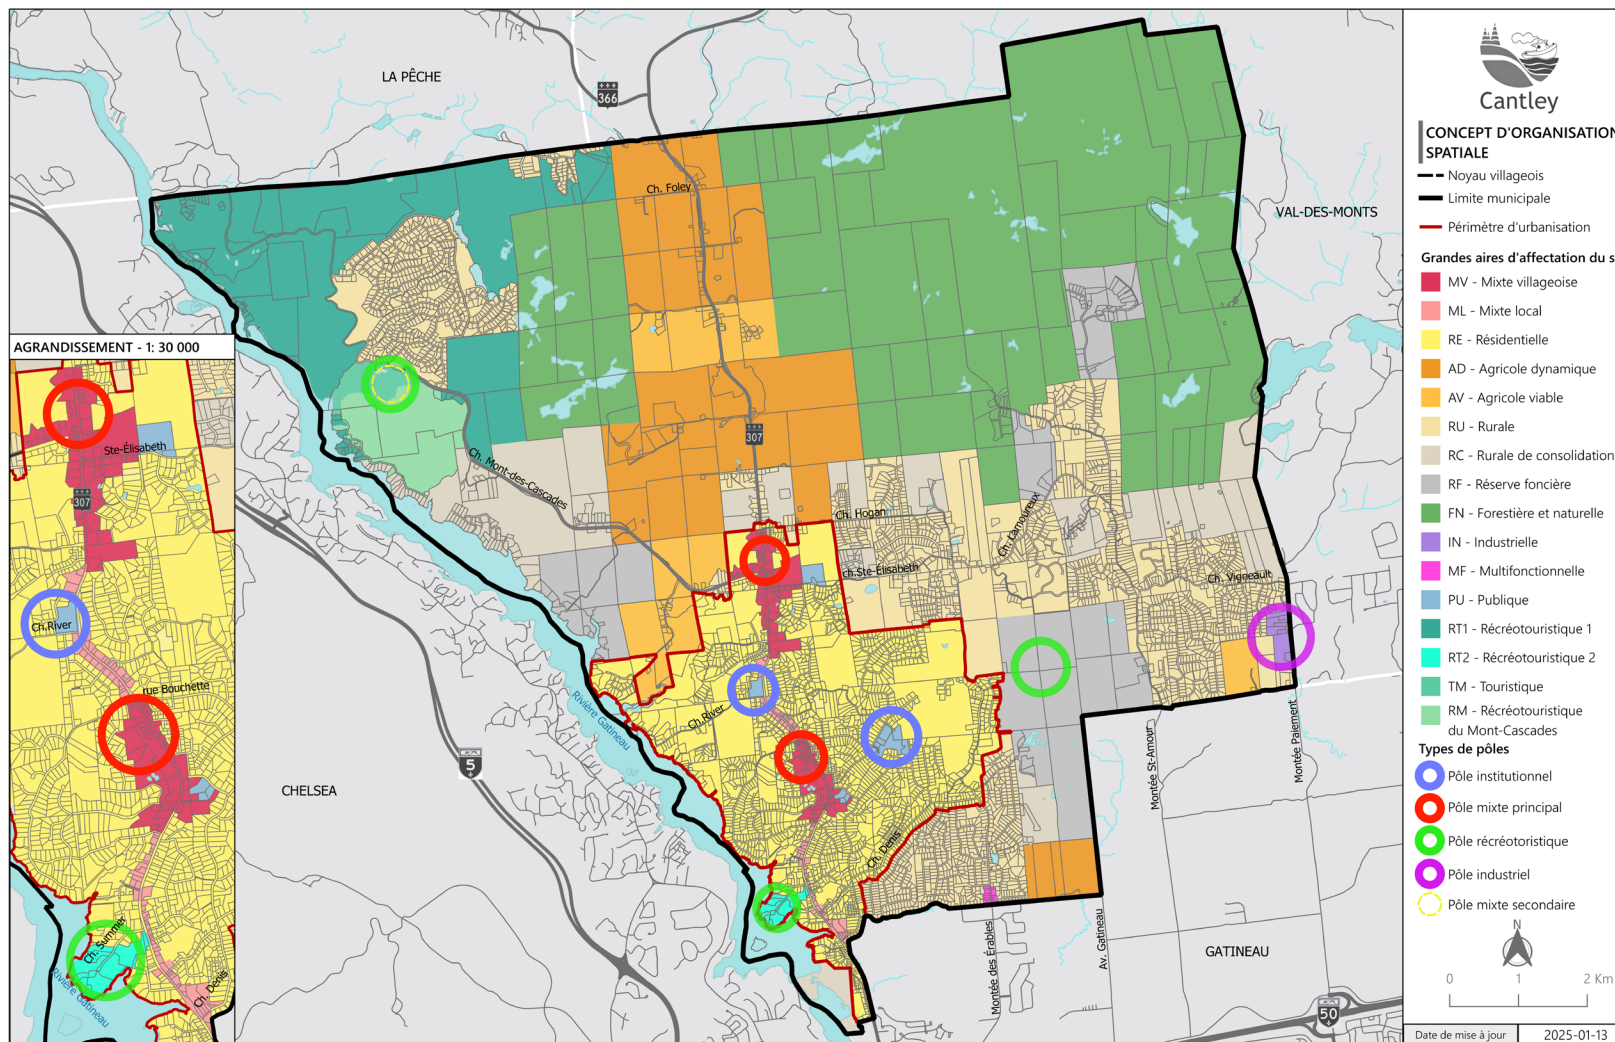 LA PÊCHE
366
Ch. Foley
VAL-DES-MONTS
AGRANDISSEMENT - 1: 30 000
307
Ch. Mont-des-Cascades
Ch. Hogan
Ch. Lamoureux
ch.Ste-Élisabeth
Ch. Vigneault
Ste-Élisabeth
307
Ch.River
rue Bouchette
Ch. Summer
Rivière Gatineau
Ch. Denis
Rivière Gatineau
Ch.River
Ch. Denis
5
CHELSEA
Montée St-Amour
Montée Paiement
Montée des Érables
Av. Gatineau
GATINEAU
50
Cantley
CONCEPT D'ORGANISATION
SPATIALE
Noyau villageois
Limite municipale
Périmètre d'urbanisation
Grandes aires d'affectation du s
MV - Mixte villageoise
ML - Mixte local
RE - Résidentielle
AD - Agricole dynamique
AV - Agricole viable
RU - Rurale
RC - Rurale de consolidation
RF - Réserve foncière
FN - Forestière et naturelle
IN - Industrielle
MF - Multifonctionnelle
PU - Publique
RT1 - Récréotouristique 1
RT2 - Récréotouristique 2
TM - Touristique
RM - Récréotouristique
du Mont-Cascades
Types de pôles
Pôle institutionnel
Pôle mixte principal
Pôle récréotoristique
Pôle industriel
Pôle mixte secondaire
N
0 1 2 Km
Date de mise à jour 2025-01-13